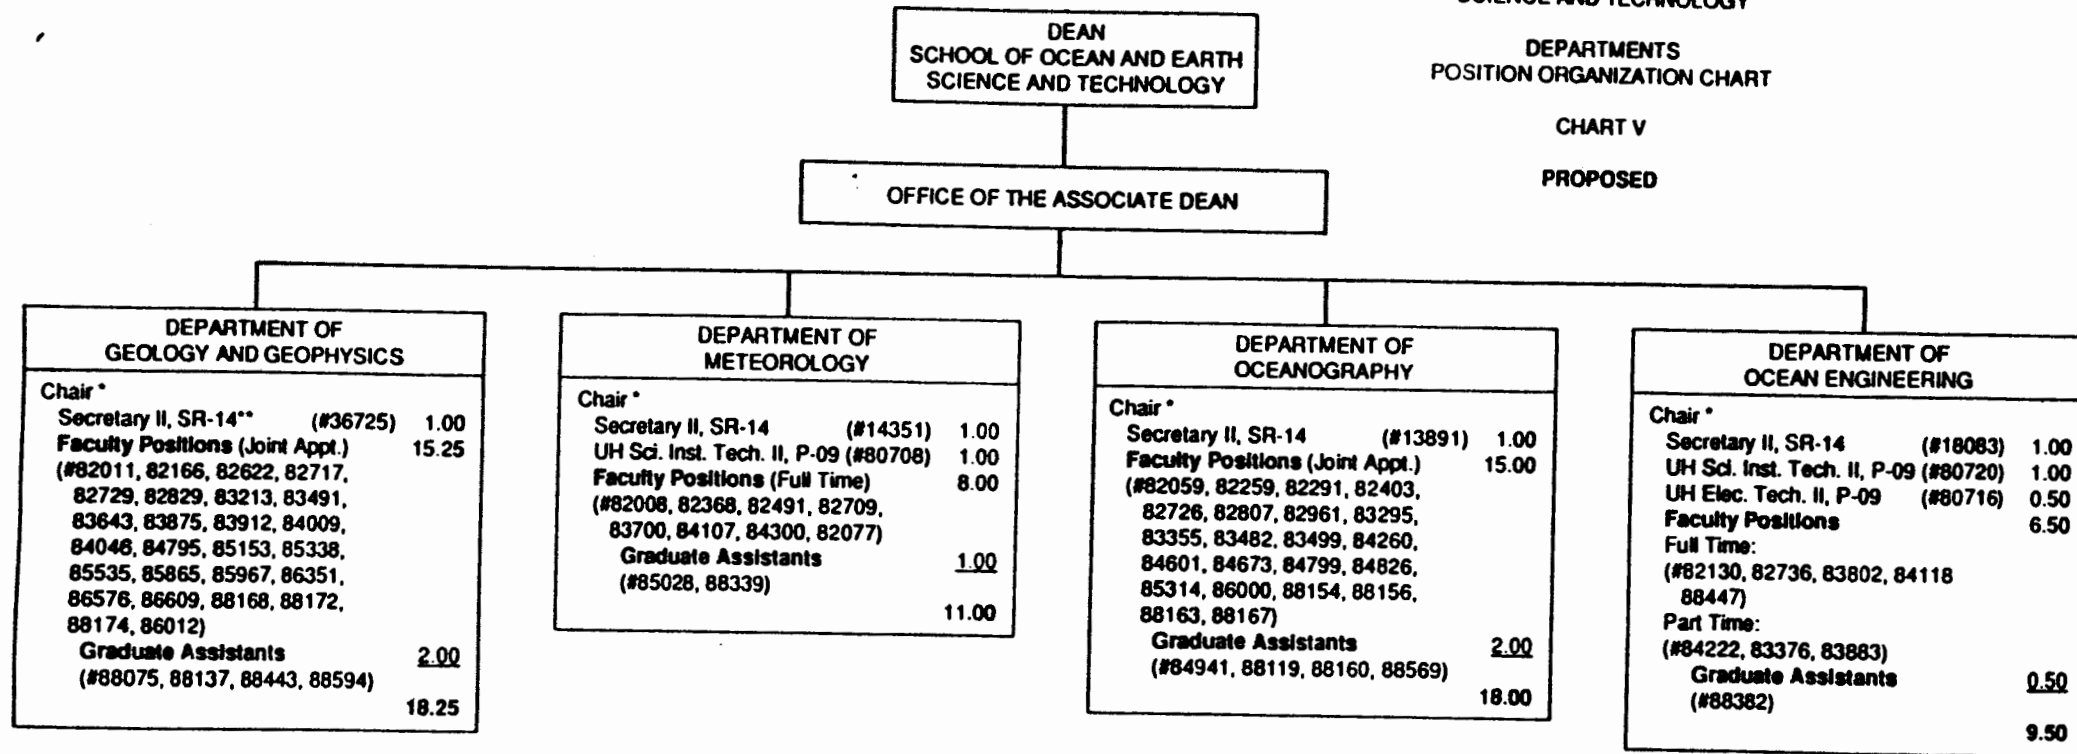 SCIENCE AND TECHNOLOGY
DEPARTMENTS
POSITION ORGANIZATION CHART
CHART V
PROPOSED
DEAN
SCHOOL OF OCEAN AND EARTH
SCIENCE AND TECHNOLOGY
OFFICE OF THE ASSOCIATE DEAN
DEPARTMENT OF
GEOLOGY AND GEOPHYSICS
Chair *
Secretary II, SR-14** (#36725) 1.00
Faculty Positions (Joint Appt.) 15.25
(#82011, 82166, 82622, 82717,
82729, 82829, 83213, 83491,
83643, 83875, 83912, 84009,
84046, 84795, 85153, 85338,
85535, 85865, 85967, 86351,
86576, 86609, 88168, 88172,
88174, 86012)
Graduate Assistants 2.00
(#88075, 88137, 88443, 88594)
18.25
DEPARTMENT OF
METEOROLOGY
Chair *
Secretary II, SR-14 (#14351) 1.00
UH Sci. Inst. Tech. II, P-09 (#80708) 1.00
Faculty Positions (Full Time) 8.00
(#82008, 82368, 82491, 82709,
83700, 84107, 84300, 82077)
Graduate Assistants 1.00
(#85028, 88339)
11.00
DEPARTMENT OF
OCEANOGRAPHY
Chair *
Secretary II, SR-14 (#13891) 1.00
Faculty Positions (Joint Appt.) 15.00
(#82059, 82259, 82291, 82403,
82726, 82807, 82961, 83295,
83355, 83482, 83499, 84260,
84601, 84673, 84799, 84826,
85314, 86000, 88154, 88156,
88163, 88167)
Graduate Assistants 2.00
(#84941, 88119, 88160, 88569)
18.00
DEPARTMENT OF
OCEAN ENGINEERING
Chair *
Secretary II, SR-14 (#18083) 1.00
UH Sci. Inst. Tech. II, P-09 (#80720) 1.00
UH Elec. Tech. II, P-09 (#80716) 0.50
Faculty Positions 6.50
Full Time:
(#82130, 82736, 83802, 84118
88447)
Part Time:
(#84222, 83376, 83883)
Graduate Assistants 0.50
(#88382)
9.50